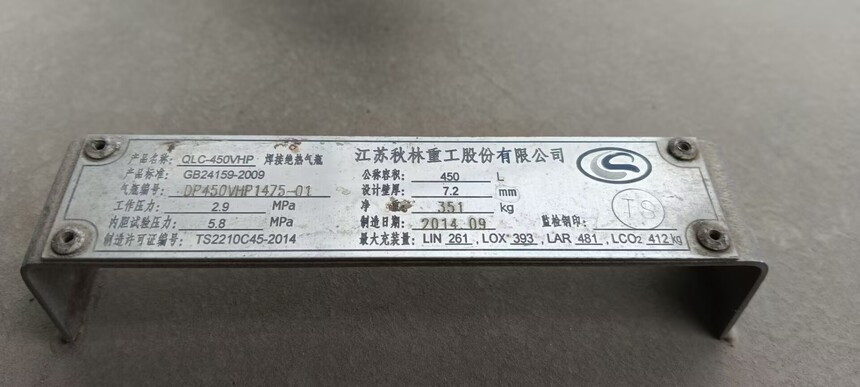 江苏秋林重工股份有限公司
产品名称: QLC-450VHP 焊接绝热气瓶
产品标准: GB24159-2009
气瓶编号: DP450VHP1475-01
工作压力: 2.9 MPa
内胆试验压力: 5.8 MPa
制造许可证编号: TS2210C45-2014
公称容积: 450 L
设计壁厚: 7.2 mm
净 重: 351 kg
制造日期: 2014.09 监检钢印: TS
最大充装量: LIN 261, LOX 393, LAR 481, LCO2 412kg